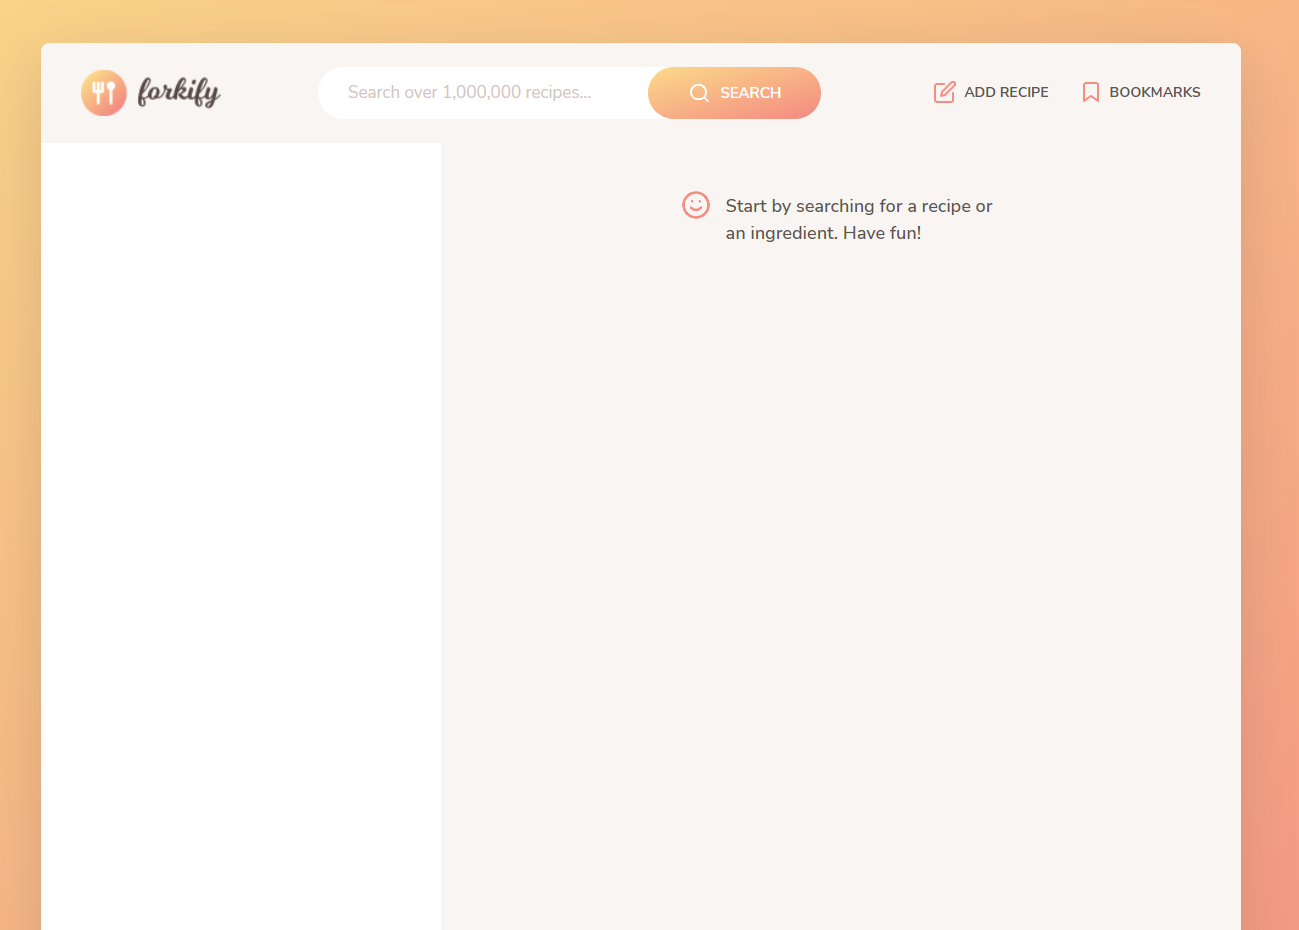 forkify
Search over 1,000,000 recipes...
SEARCH
ADD RECIPE
BOOKMARKS
Start by searching for a recipe or
an ingredient. Have fun!